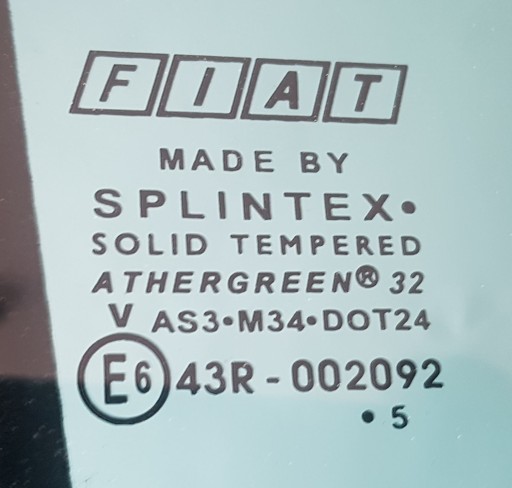 FIAT
MADE BY
SPLINTEX•
SOLID TEMPERED
ATHERGREEN® 32
V AS3•M34•DOT24
E6 43R-002092
•5